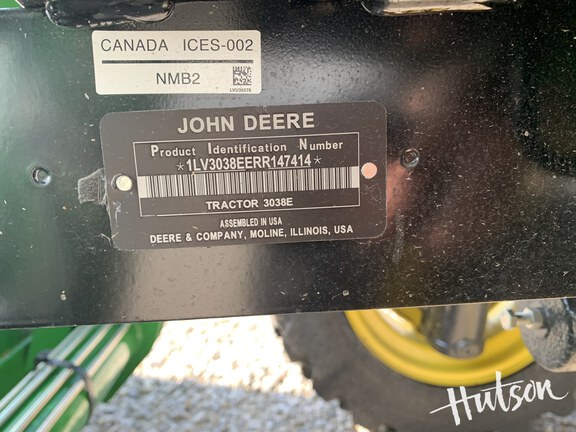 CANADA ICES-002
NMB2
JOHN DEERE
Product Identification Number
*1LV3038EERR147414*
TRACTOR 3038E
ASSEMBLED IN USA
DEERE & COMPANY, MOLINE, ILLINOIS, USA
Hutson